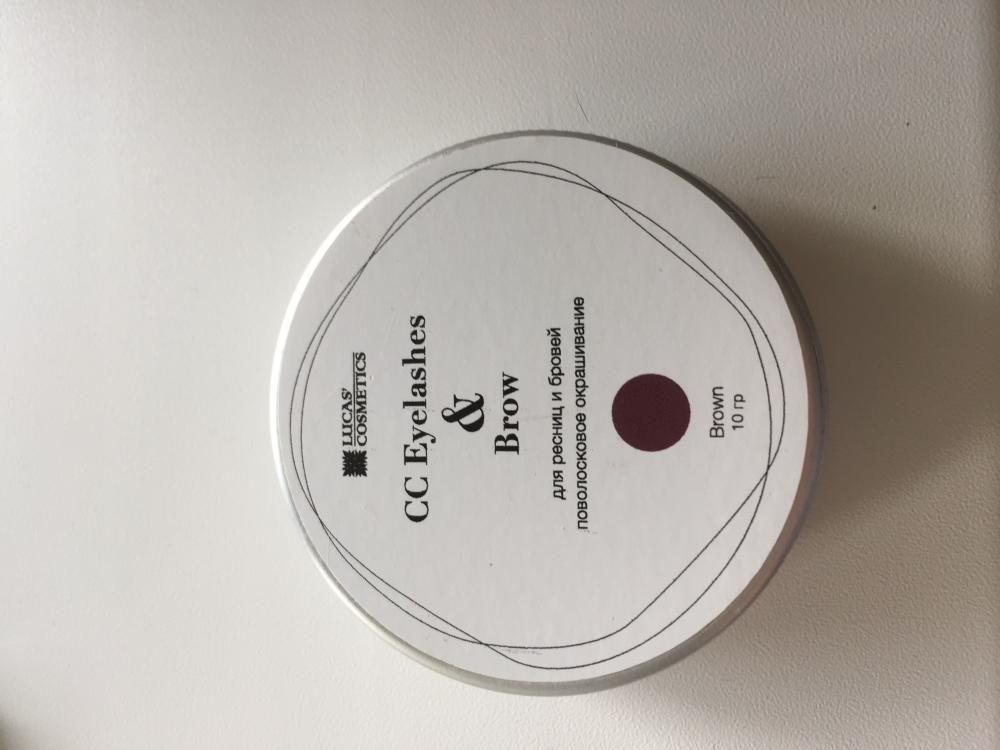 LUCAS'
COSMETICS
CC Eyelashes
&
Brow
для ресниц и бровей
поволосковое окрашивание
Brown
10 гр